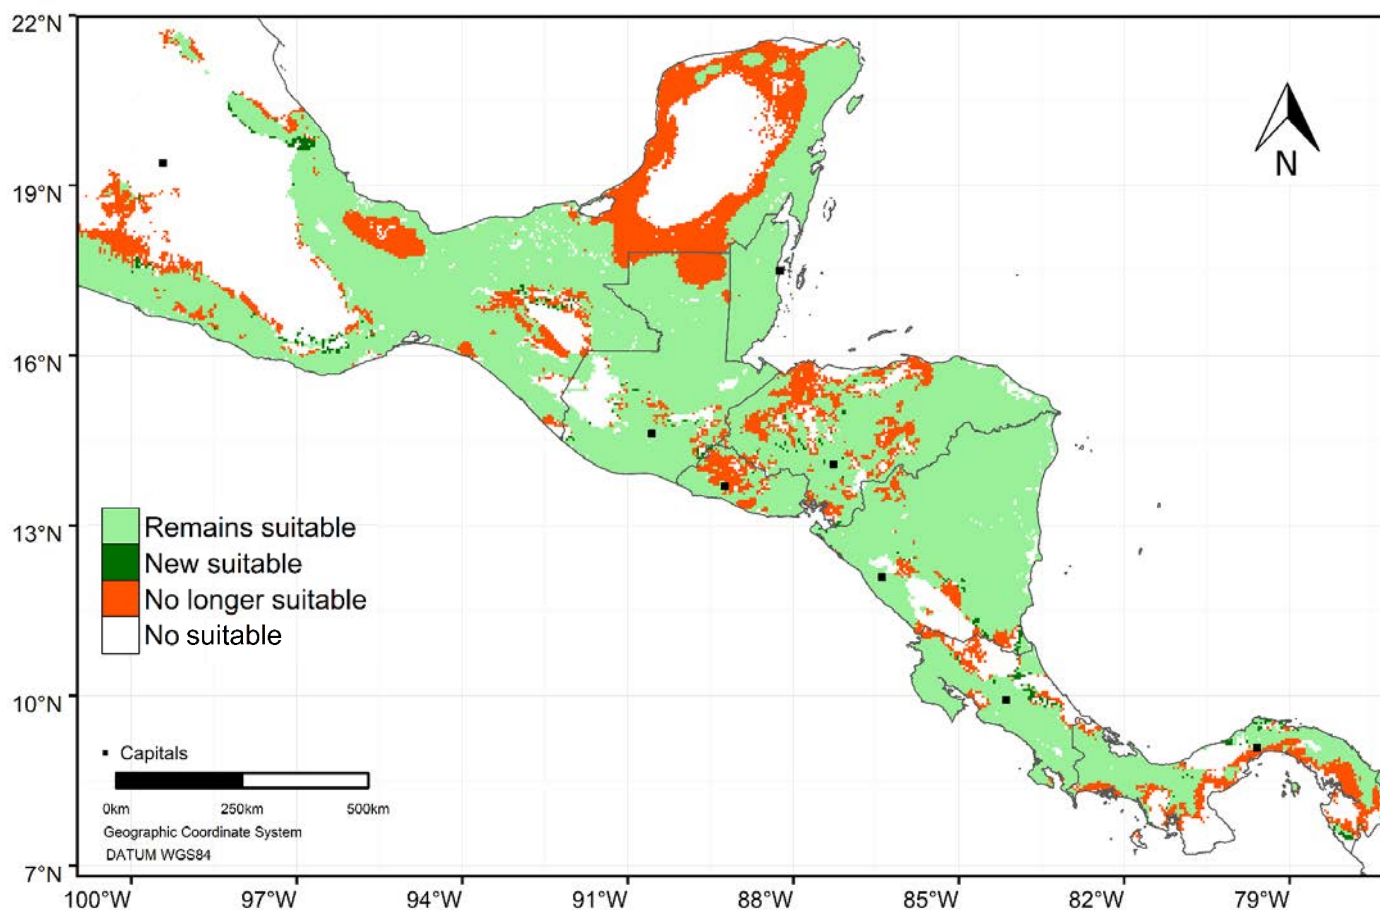 22°N
19°N
16°N
13°N
10°N
7°N
N
Remains suitable
New suitable
No longer suitable
No suitable
Capitals
0km 250km 500km
Geographic Coordinate System
DATUM WGS84
100°W 97°W 94°W 91°W 88°W 85°W 82°W 79°W